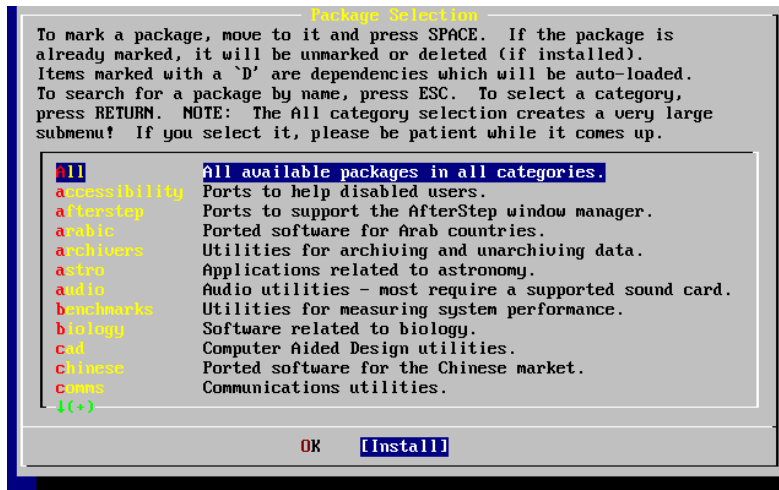 Package Selection
To mark a package, move to it and press SPACE.  If the package is
already marked, it will be unmarked or deleted (if installed).
Items marked with a `D' are dependencies which will be auto-loaded.
To search for a package by name, press ESC.  To select a category,
press RETURN.  NOTE:  The All category selection creates a very large
submenu!  If you select it, please be patient while it comes up.
All All available packages in all categories.
accessibility Ports to help disabled users.
afterstep Ports to support the AfterStep window manager.
arabic Ported software for Arab countries.
archivers Utilities for archiving and unarchiving data.
astro Applications related to astronomy.
audio Audio utilities - most require a supported sound card.
benchmarks Utilities for measuring system performance.
biology Software related to biology.
cad Computer Aided Design utilities.
chinese Ported software for the Chinese market.
comms Communications utilities.
↓(+)
OK [Install]